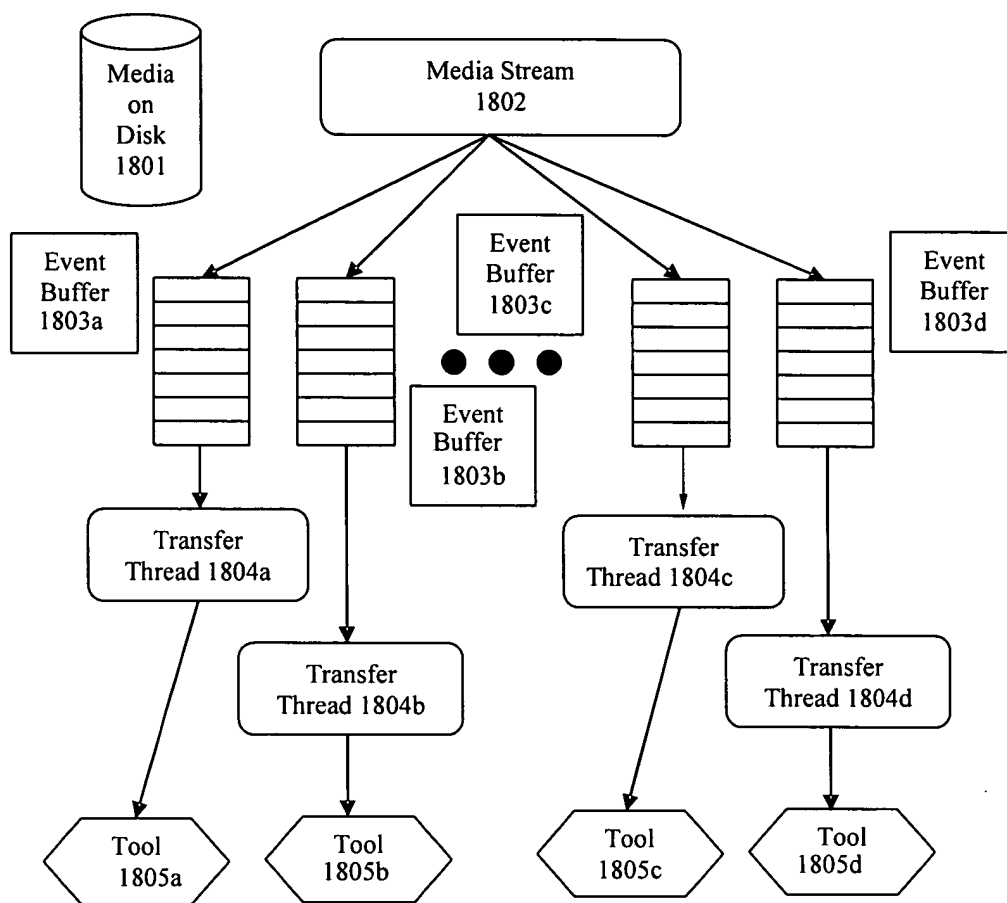 Media
on
Disk
1801
Media Stream
1802
Event
Buffer
1803a
Event
Buffer
1803c
Event
Buffer
1803d
Event
Buffer
1803b
Transfer
Thread 1804a
Transfer
Thread 1804c
Transfer
Thread 1804b
Transfer
Thread 1804d
Tool
1805a
Tool
1805b
Tool
1805c
Tool
1805d